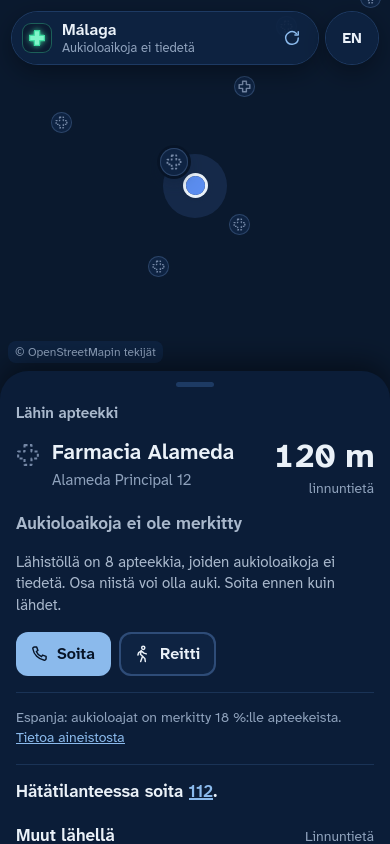 Málaga
Aukioloaikoja ei tiedetä
EN
© OpenStreetMapin tekijät
Lähin apteekki
Farmacia Alameda
120 m
Alameda Principal 12
linnuntietä
Aukioloaikoja ei ole merkitty
Lähistöllä on 8 apteekkia, joiden aukioloaikoja ei
tiedetä. Osa niistä voi olla auki. Soita ennen kuin
lähdet.
Soita
Reitti
Espanja: aukioloajat on merkitty 18 %:lle apteekeista.
Tietoa aineistosta
Hätätilanteessa soita 112.
Muut lähellä
Linnuntietä